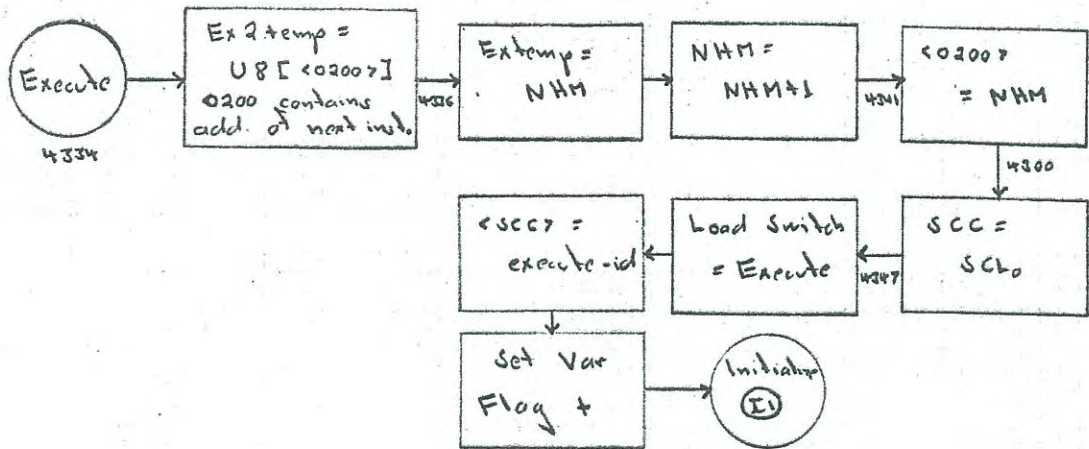 Execute
4334
Ex2temp =
U8[<0200>]
0200 contains
add. of next inst.
4336
Extemp =
NHM
NHM =
NHM+1
4341
<0200>
= NHM
4300
SCC =
SCL0
4347
Load Switch
= Execute
<SCC> =
execute-id
Set Var
Flag +
Initialize
I1